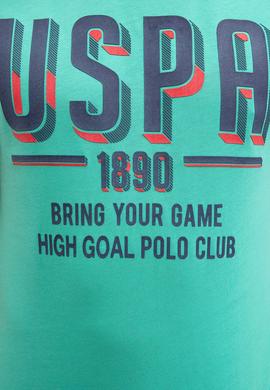 USPA
1890
BRING YOUR GAME
HIGH GOAL POLO CLUB